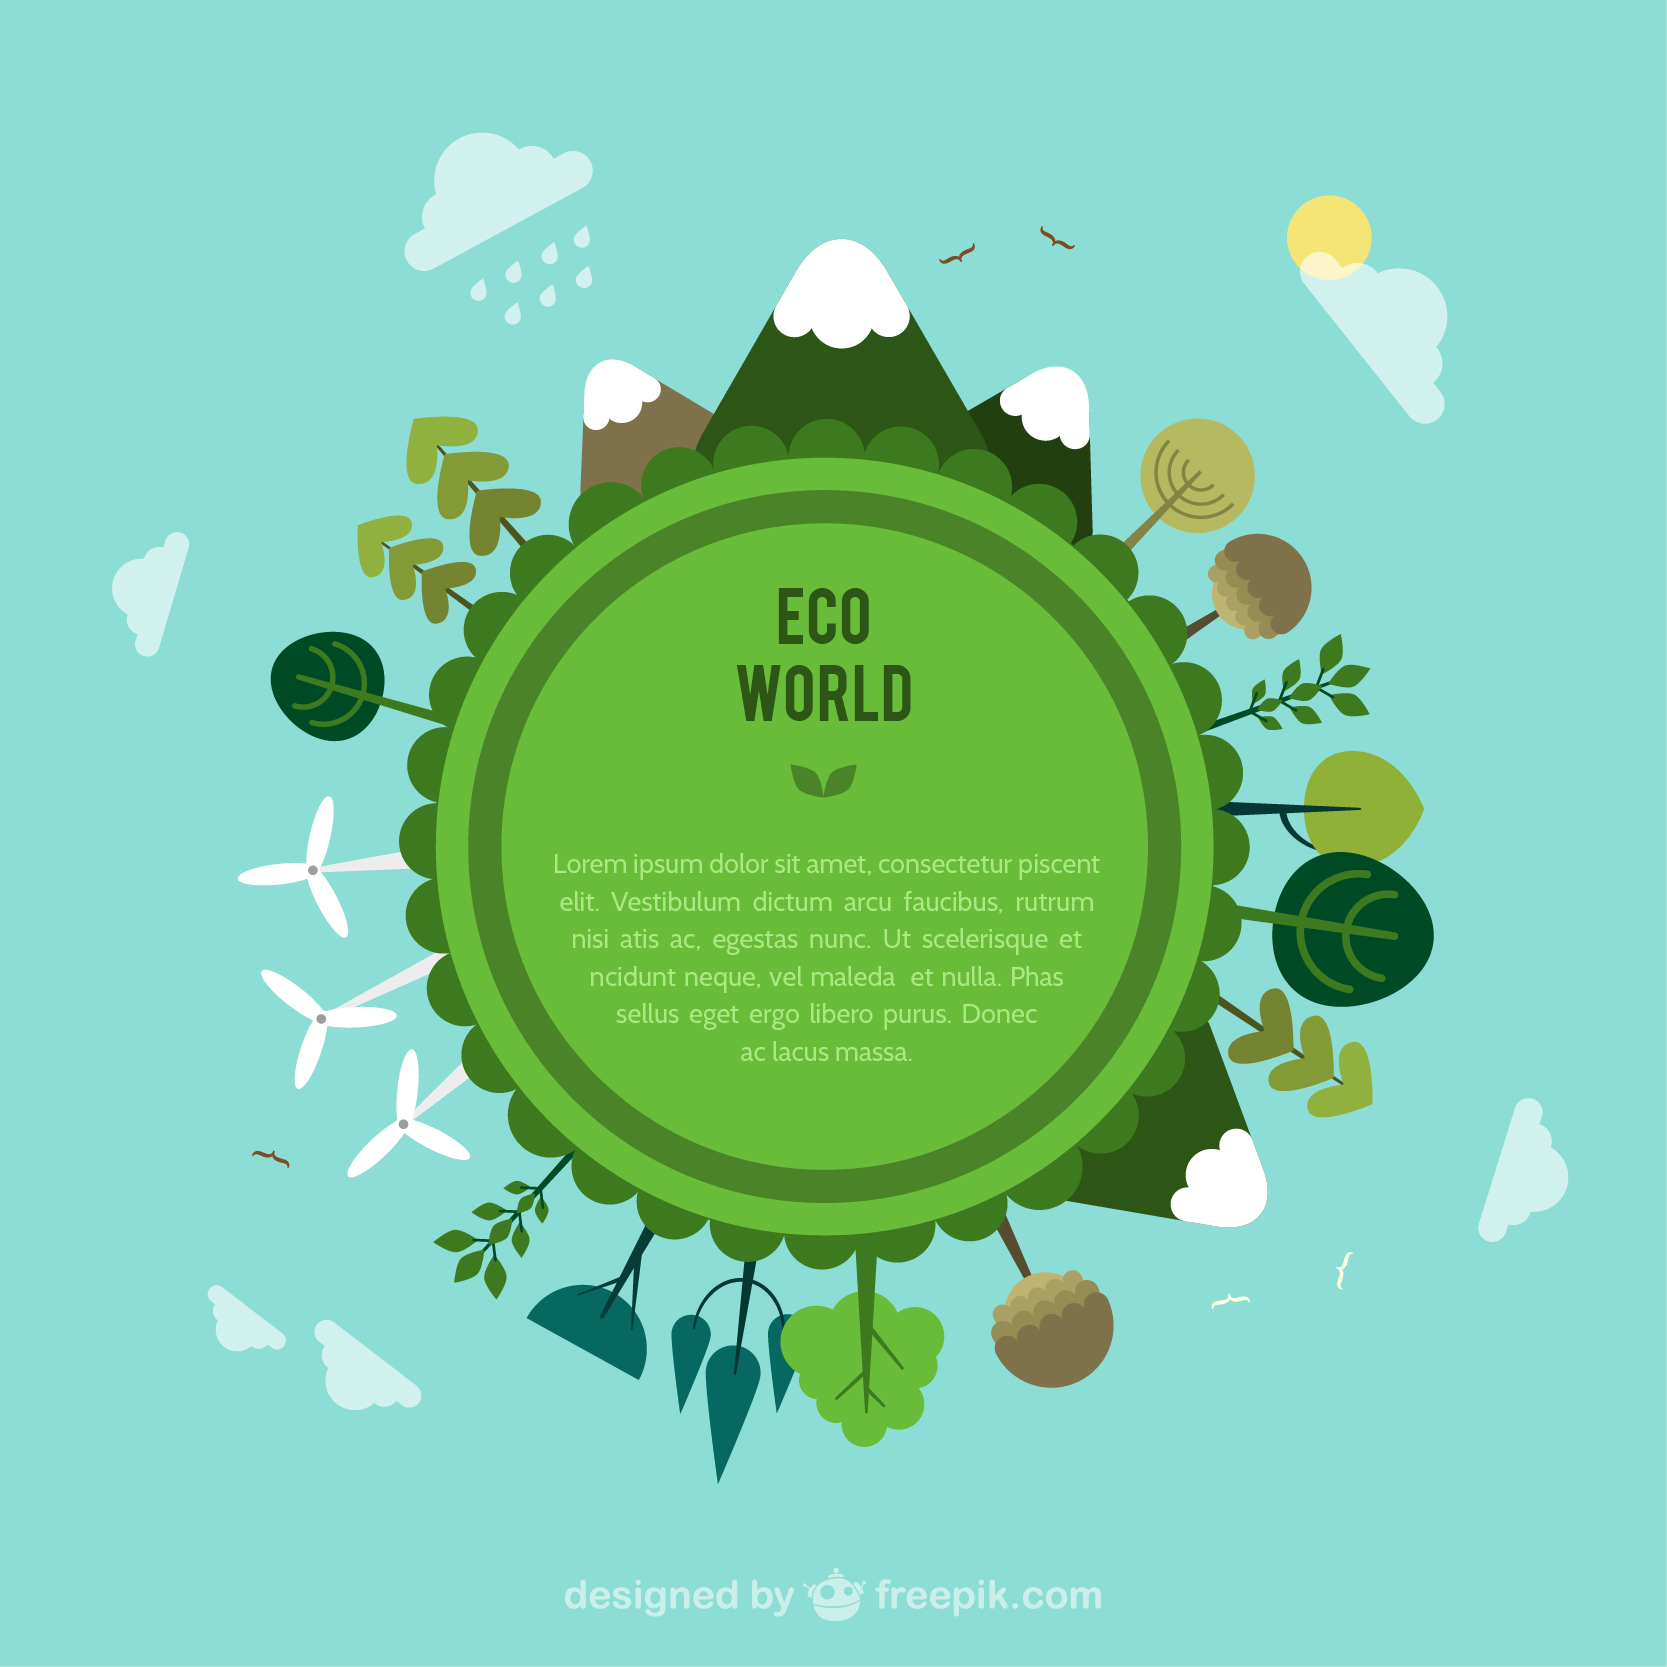 ECO
WORLD
Lorem ipsum dolor sit amet, consectetur piscent
elit. Vestibulum dictum arcu faucibus, rutrum
nisi atis ac, egestas nunc. Ut scelerisque et
ncidunt neque, vel maleda et nulla. Phas
sellus eget ergo libero purus. Donec
ac lacus massa.
designed by freepik.com